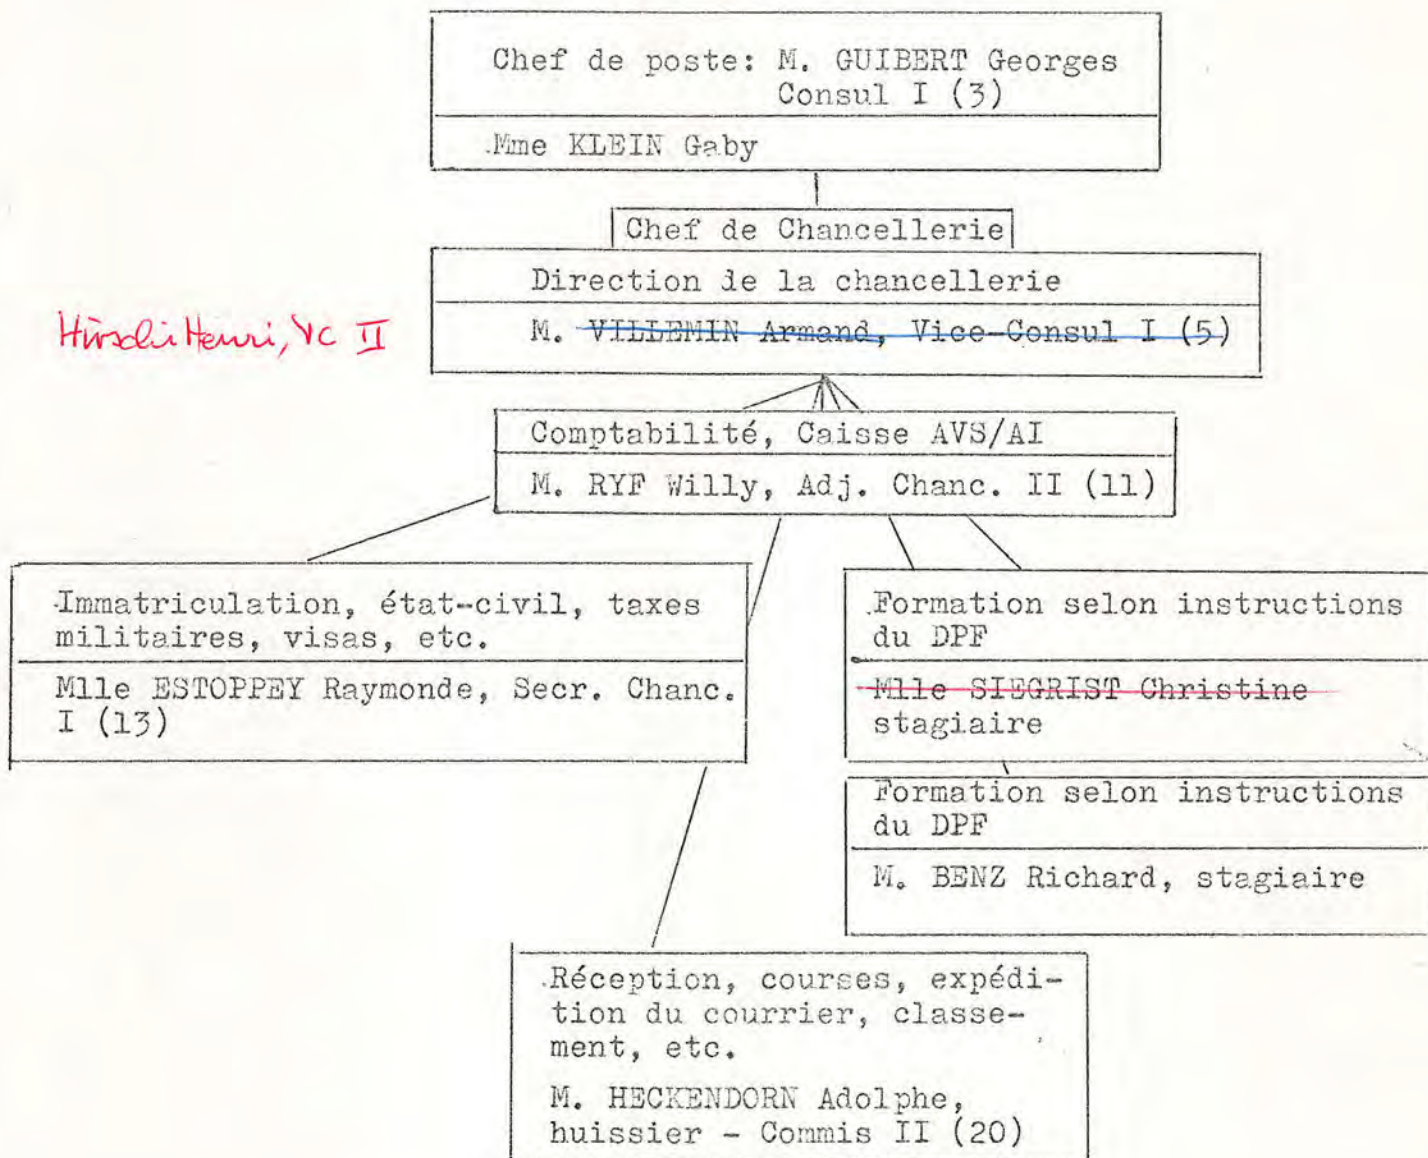 Chef de poste: M. GUIBERT Georges
Consul I (3)
Mme KLEIN Gaby
Chef de Chancellerie
Direction de la chancellerie
Henri, VC II
M. VILLEMIN Armand, Vice-Consul I (5)
Comptabilité, Caisse AVS/AI
M. RYF Willy, Adj. Chanc. II (11)
Immatriculation, état-civil, taxes
militaires, visas, etc.
Mlle ESTOPPEY Raymonde, Secr. Chanc.
I (13)
Formation selon instructions
du DPF
Mlle SIEGRIST Christine
stagiaire
Formation selon instructions
du DPF
M. BENZ Richard, stagiaire
Réception, courses, expédi-
tion du courrier, classe-
ment, etc.
M. HECKENDORN Adolphe,
huissier - Commis II (20)